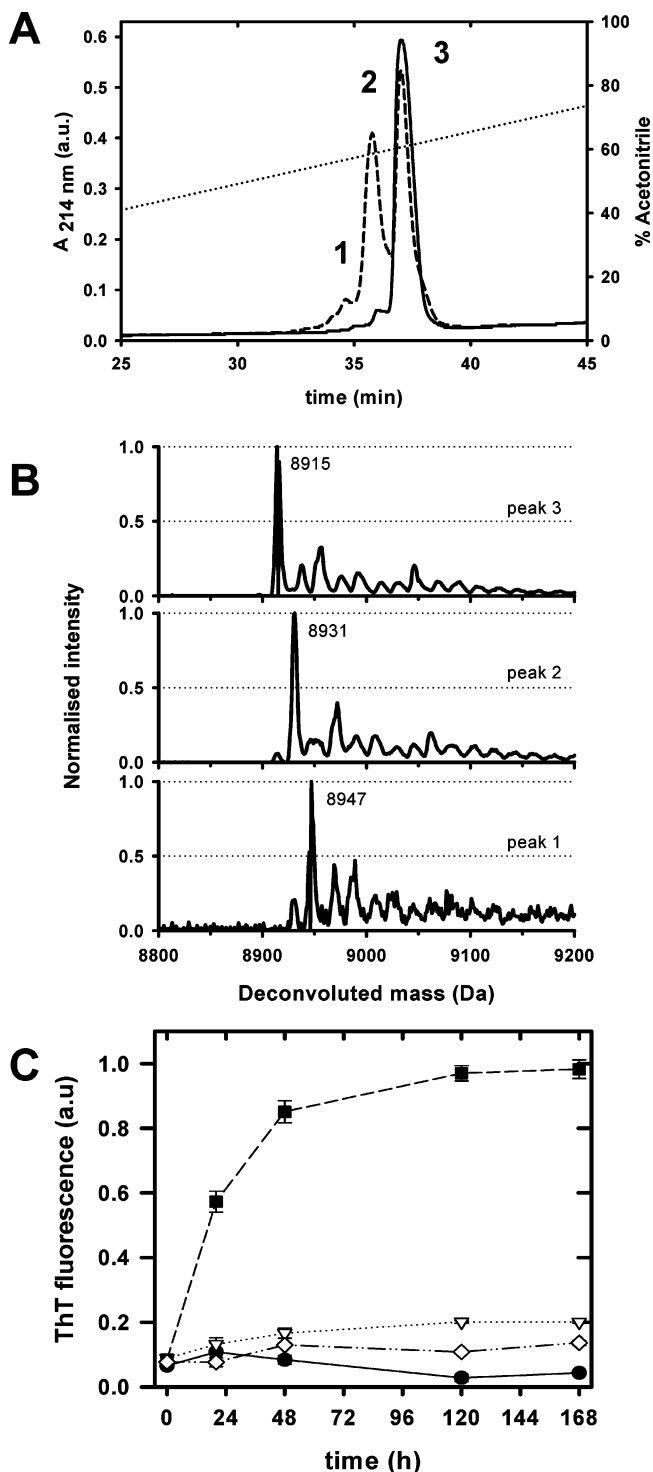 A
0.6
0.5
0.4
0.3
0.2
0.1
0.0
A 214 nm (a.u.)
1
2
3
100
80
60
40
20
0
% Acetonitrile
25 30 35 40 45
time (min)
B
1.0
0.5
0.0
8915
peak 3
1.0
0.5
0.0
8931
peak 2
1.0
0.5
0.0
8947
peak 1
Normalised intensity
8800 8900 9000 9100 9200
Deconvoluted mass (Da)
C
1.0
0.8
0.6
0.4
0.2
0.0
ThT fluorescence (a.u)
0 24 48 72 96 120 144 168
time (h)